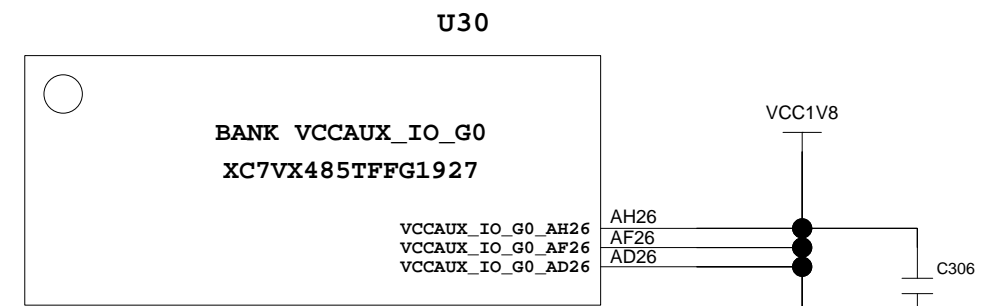 U30
VCC1V8
BANK VCCAUX_IO_G0
XC7VX485TFFG1927
VCCAUX_IO_G0_AH26 AH26
VCCAUX_IO_G0_AF26 AF26
VCCAUX_IO_G0_AD26 AD26
C306